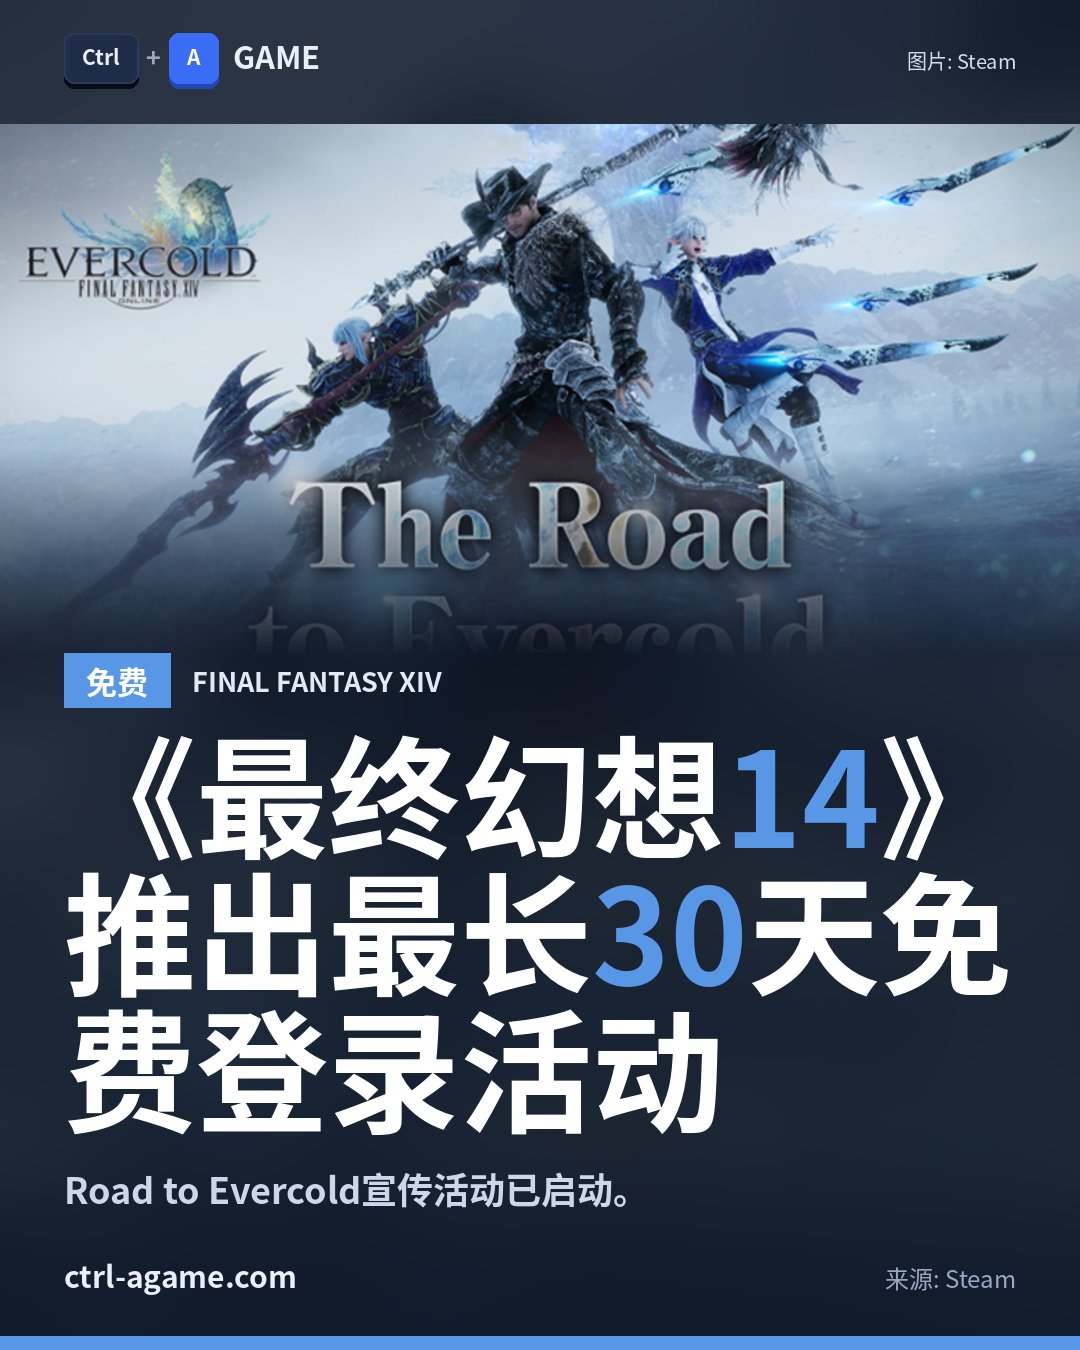 Ctrl + A GAME
图片: Steam
EVERCOLD
FINAL FANTASY XIV
ONLINE
The Road
to Evercold
免费 FINAL FANTASY XIV
《最终幻想14》
推出最长30天免
费登录活动
Road to Evercold宣传活动已启动。
ctrl-agame.com
来源: Steam